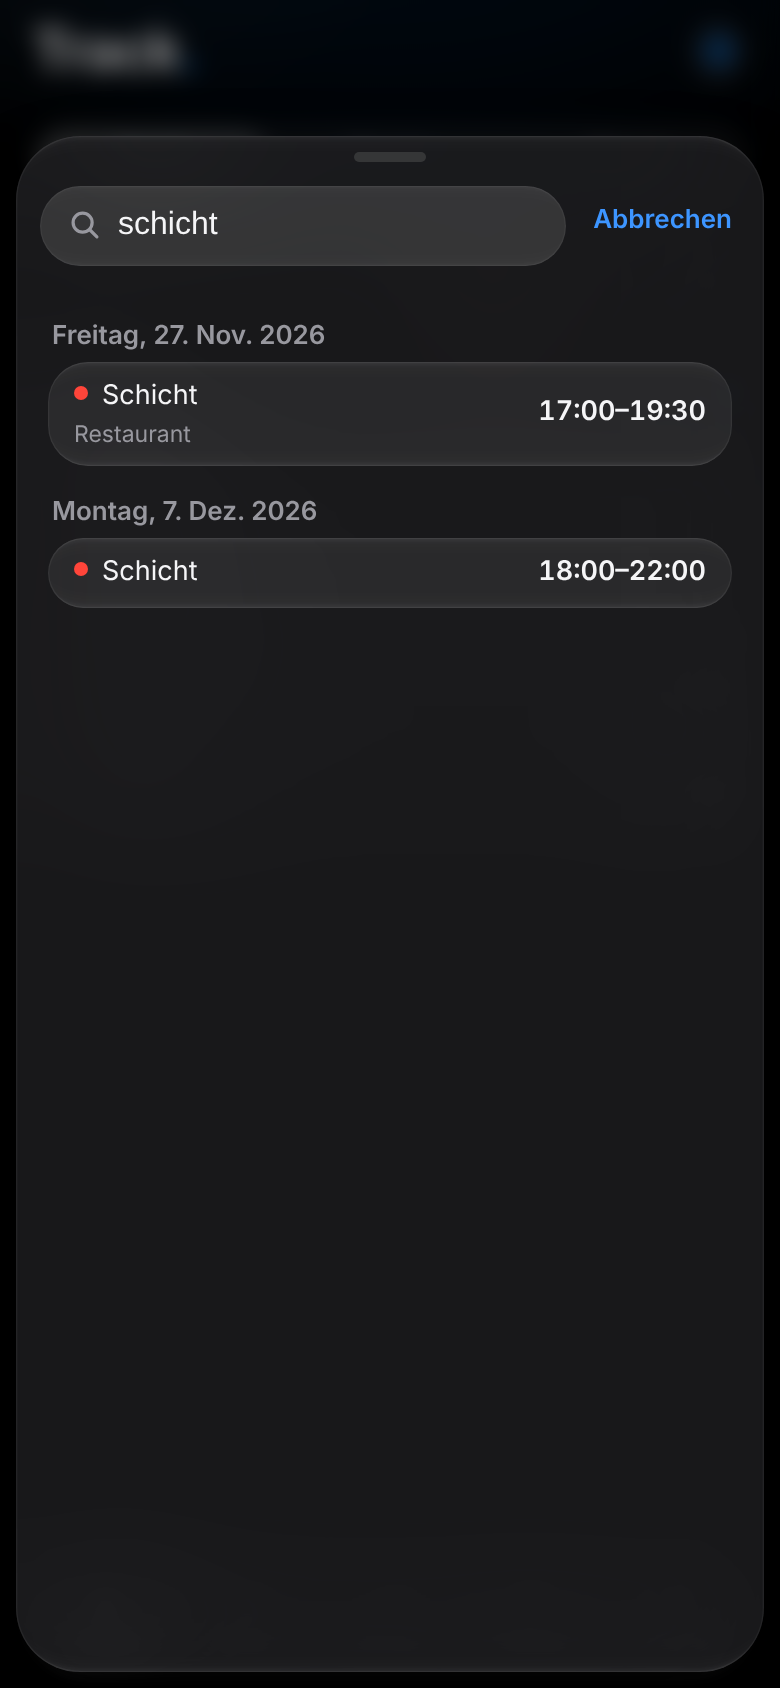 schicht
Abbrechen
Freitag, 27. Nov. 2026
Schicht
17:00–19:30
Restaurant
Montag, 7. Dez. 2026
Schicht
18:00–22:00